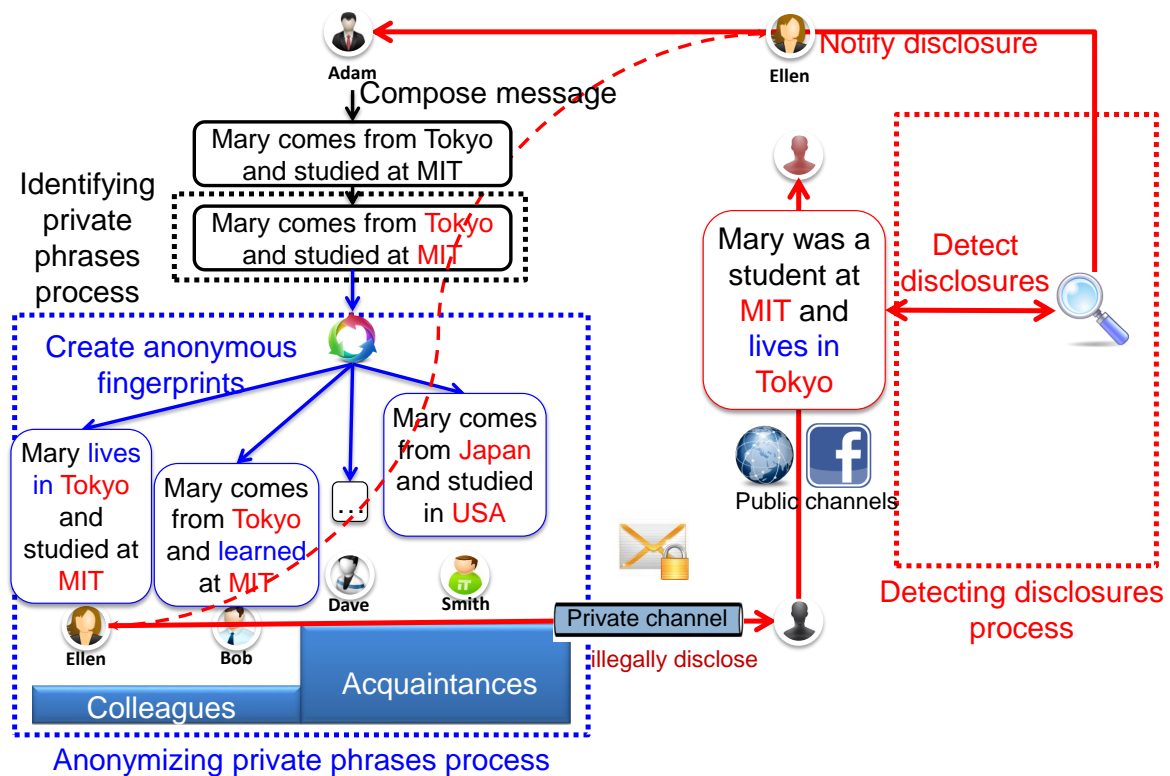 Adam
Ellen
Notify disclosure
Compose message
Mary comes from Tokyo
and studied at MIT
Identifying
private
phrases
process
Mary comes from Tokyo
and studied at MIT
Mary was a
student at
MIT and
lives in
Tokyo
Detect
disclosures
Create anonymous
fingerprints
Mary lives
in Tokyo
and
studied at
MIT
Mary comes
from Tokyo
and learned
at MIT
...
Mary comes
from Japan
and studied
in USA
Public channels
Dave
Smith
iT
Ellen
Bob
Private channel
illegally disclose
Detecting disclosures
process
Colleagues
Acquaintances
Anonymizing private phrases process
f